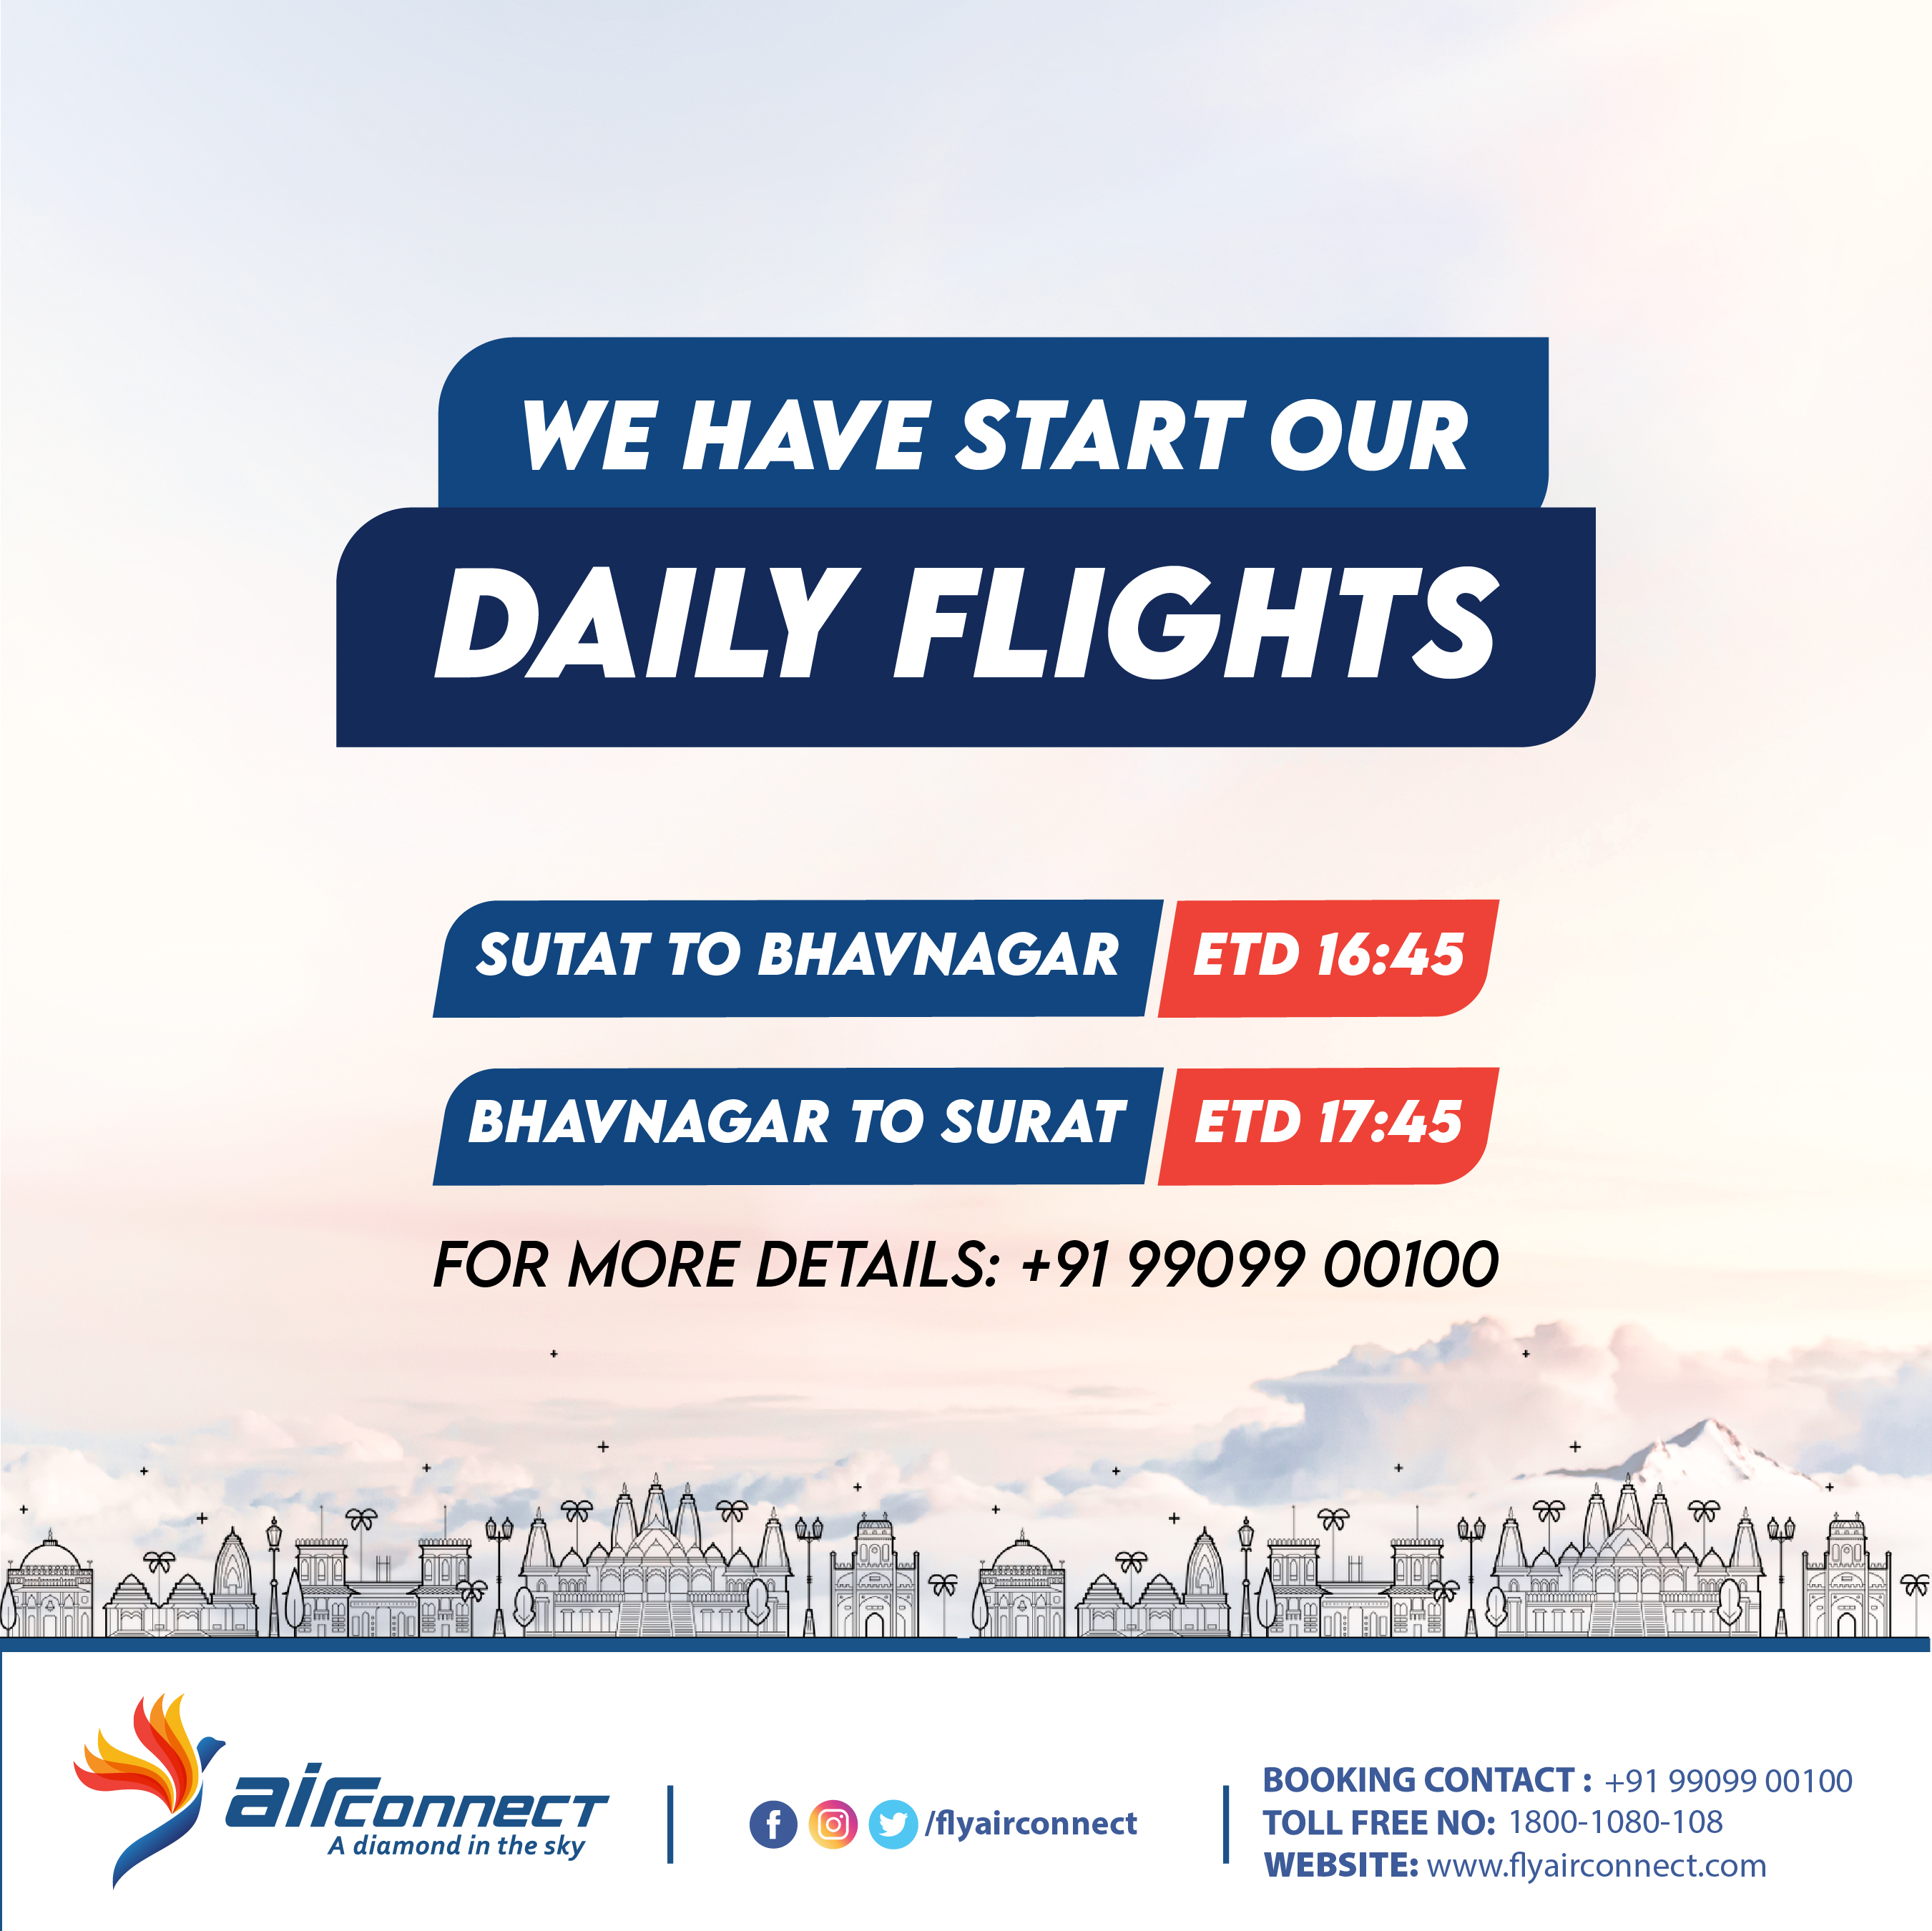 WE HAVE START OUR
DAILY FLIGHTS
SUTAT TO BHAVNAGAR ETD 16:45
BHAVNAGAR TO SURAT ETD 17:45
FOR MORE DETAILS: +91 99099 00100
airconnect
A diamond in the sky
/flyairconnect
BOOKING CONTACT : +91 99099 00100
TOLL FREE NO: 1800-1080-108
WEBSITE: www.flyairconnect.com